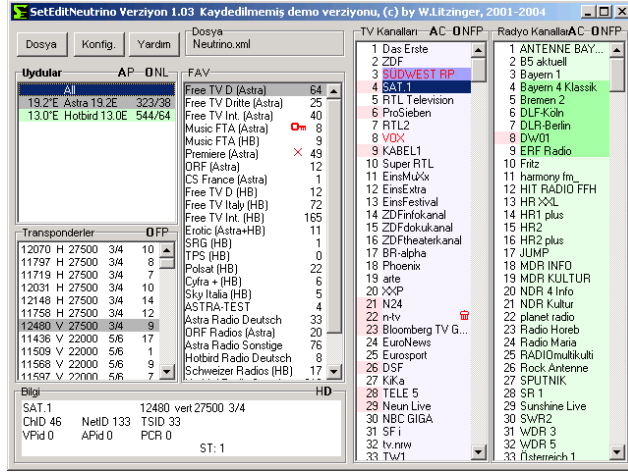 SetEditNeutrino Verziyon 1.03 Kaydedilmemiş demo verziyonu, (c) by W.Litzinger, 2001-2004
Dosya
Konfig.
Yardım
Dosya
Neutrino.xml
Uydular AP ONL
All
19.2°E Astra 19.2E 323/38
13.0°E Hotbird 13.0E 544/64
Transponderler OFP
12070 H 27500 3/4 10
11797 H 27500 3/4 8
11719 H 27500 3/4 7
12031 H 27500 3/4 10
12148 H 27500 3/4 14
11758 H 27500 3/4 12
12480 V 27500 3/4 9
11436 V 22000 5/6 17
11509 V 22000 5/6 1
11568 V 22000 5/6 9
11597 V 22000 5/6 7
FAV
Free TV D (Astra) 64
Free TV Dritte (Astra) 25
Free TV Int. (Astra) 40
Music FTA (Astra) 8
Music FTA (HB) 9
Premiere (Astra) 49
ORF (Astra) 12
CS France (Astra) 1
Free TV D (HB) 12
Free TV Italy (HB) 72
Free TV Int. (HB) 165
Erotic (Astra+HB) 11
SRG (HB) 1
TPS (HB) 0
Polsat (HB) 22
Cyfra + (HB) 6
Sky Italia (HB) 5
ASTRA-TEST 4
Astra Radio Deutsch 33
ORF Radios (Astra) 20
Astra Radio Sonstige 76
Hotbird Radio Deutsch 8
Schweizer Radios (HB) 17
TV Kanalları AC ONFP
1 Das Erste
2 ZDF
3 SÜDWEST RP
4 SAT.1
5 RTL Television
6 ProSieben
7 RTL2
8 VOX
9 KABEL1
10 Super RTL
11 EinsMuXx
12 EinsExtra
13 EinsFestival
14 ZDFinfokanal
15 ZDFdokukanal
16 ZDFtheaterkanal
17 BR-alpha
18 Phoenix
19 arte
20 XXP
21 N24
22 n-tv
23 Bloomberg TV G...
24 EuroNews
25 Eurosport
26 DSF
27 KiKa
28 TELE 5
29 Neun Live
30 NBC GIGA
31 SF i
32 tv.nrw
33 TW1
Radyo Kanallar AC ONFP
1 ANTENNE BAY...
2 B5 aktuell
3 Bayern 1
4 Bayern 4 Klassik
5 Bremen 2
6 DLF-Köln
7 DLR-Berlin
8 DW01
9 ERF Radio
10 Fritz
11 harmony fm_
12 HIT RADIO FFH
13 HR XXL
14 HR1 plus
15 HR2
16 HR2 plus
17 JUMP
18 MDR INFO
19 MDR KULTUR
20 NDR 4 Info
21 NDR Kultur
22 planet radio
23 Radio Horeb
24 Radio Maria
25 RADIOmultikulti
26 Rock Antenne
27 SPUTNIK
28 SR 1
29 Sunshine Live
30 SWR2
31 WDR 3
32 WDR 5
33 Österreich 1
Bilgi HD
SAT.1 12480 vert 27500 3/4
ChID 46 NetID 133 TSID 33
VPid 0 APid 0 PCR 0
ST: 1